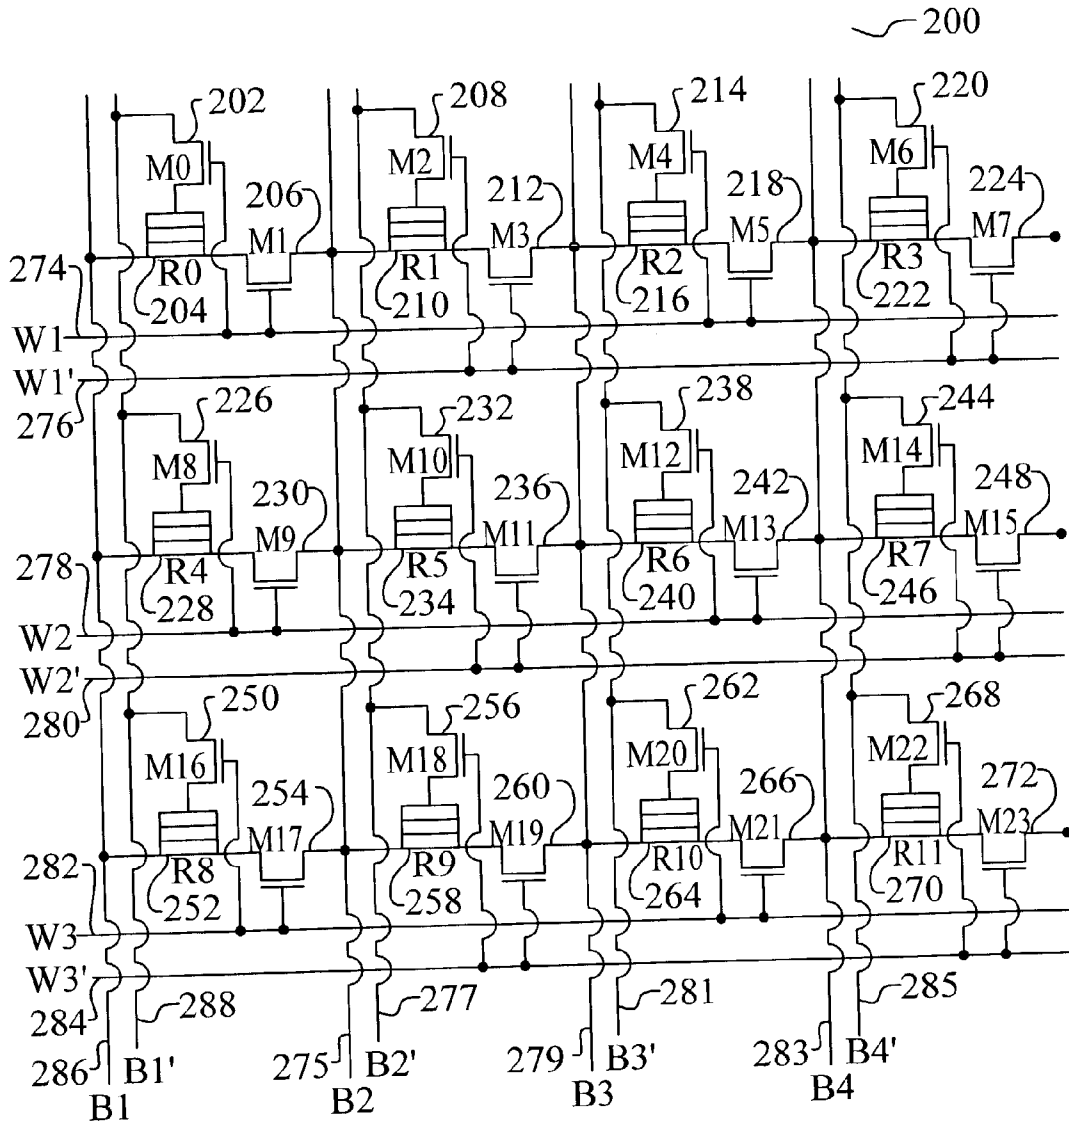 200
202 208 214 220
M0 M2 M4 M6
206 212 218 224
M1 M3 M5 M7
274 R0 R1 R2 R3
204 210 216 222
W1
W1'
276 226 232 238 244
M8 M10 M12 M14
230 236 242 248
M9 M11 M13 M15
278 R4 R5 R6 R7
228 234 240 246
W2
W2'
280 250 256 262 268
M16 M18 M20 M22
254 260 266 272
M17 M19 M21 M23
282 R8 R9 R10 R11
252 258 264 270
W3
W3'
284 288 277 281 285
286 B1' 275 B2' 279 B3' 283 B4'
B1 B2 B3 B4